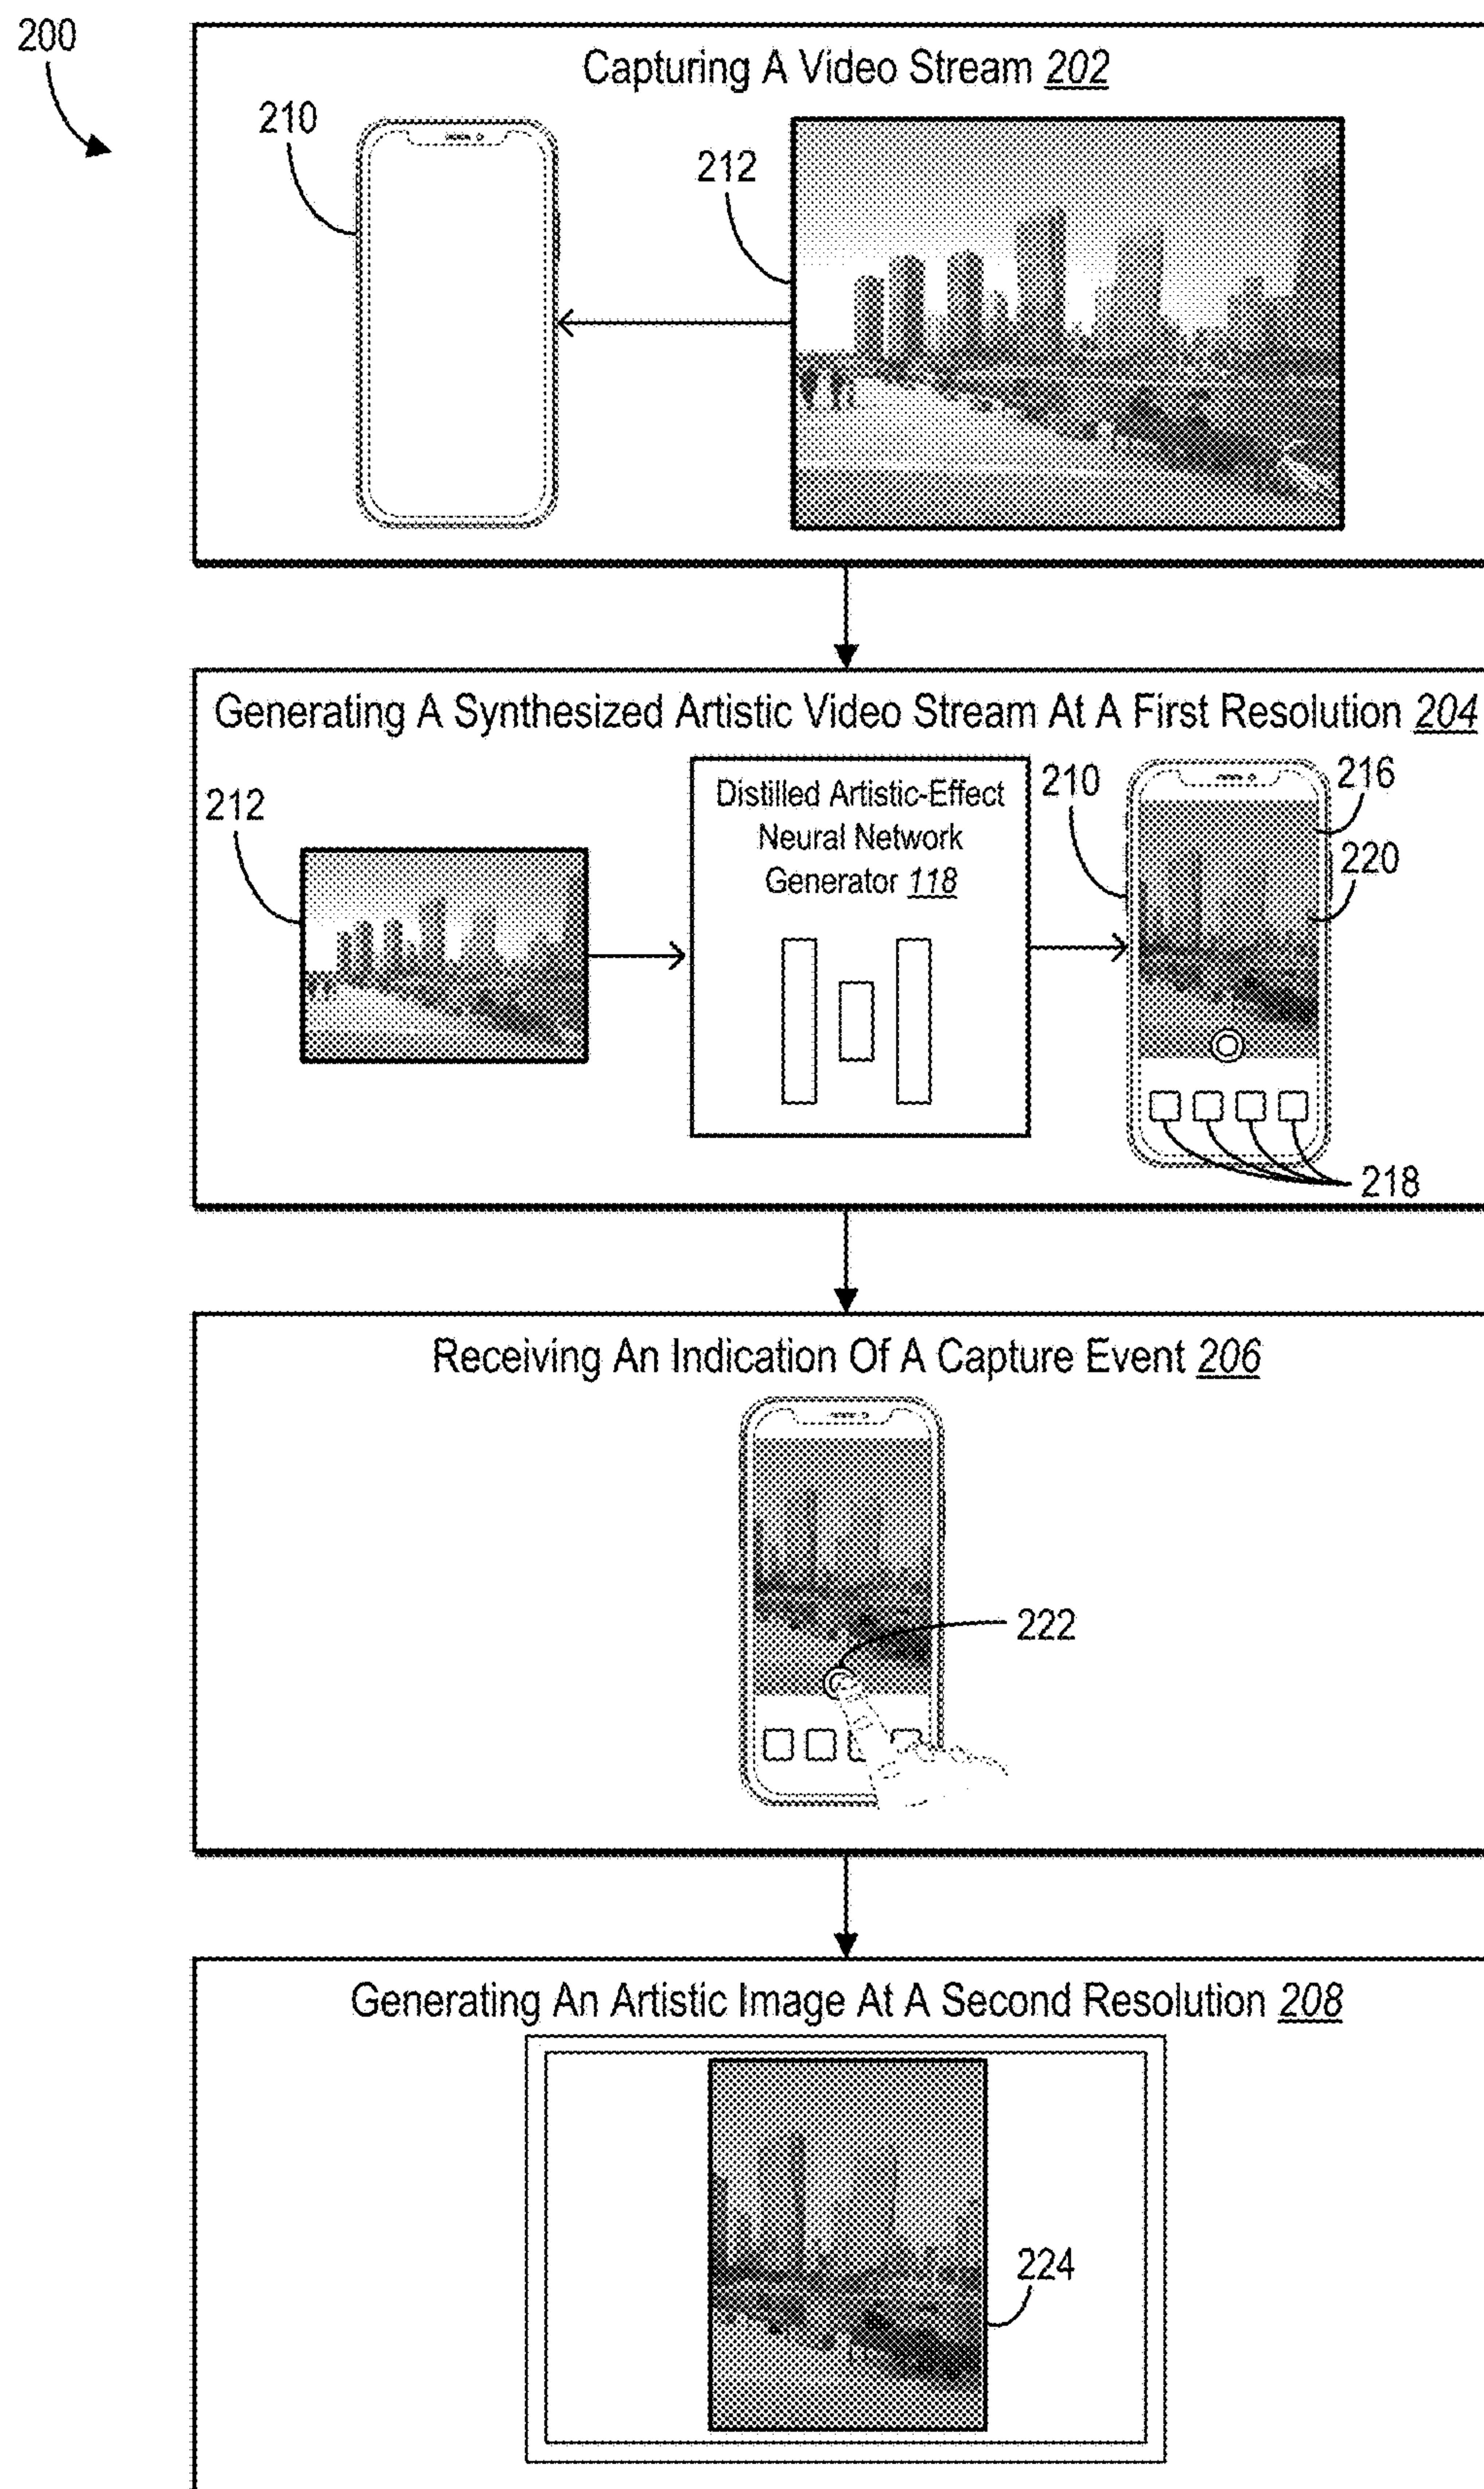 200
Capturing A Video Stream 202
210
212
Generating A Synthesized Artistic Video Stream At A First Resolution 204
212
Distilled Artistic-Effect
Neural Network
Generator 118
210
216
220
218
Receiving An Indication Of A Capture Event 206
222
Generating An Artistic Image At A Second Resolution 208
224